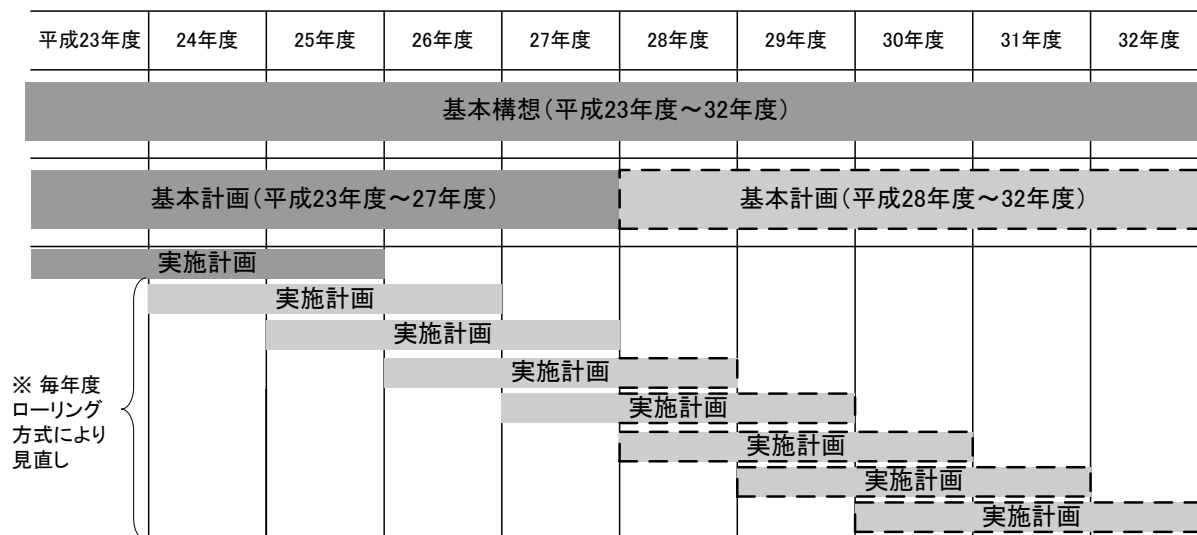 平成23年度 24年度 25年度 26年度 27年度 28年度 29年度 30年度 31年度 32年度
基本構想（平成23年度～32年度）
基本計画（平成23年度～27年度） 基本計画（平成28年度～32年度）
実施計画
実施計画
実施計画
実施計画
実施計画
実施計画
実施計画
実施計画
※ 毎年度
ローリング
方式により
見直し